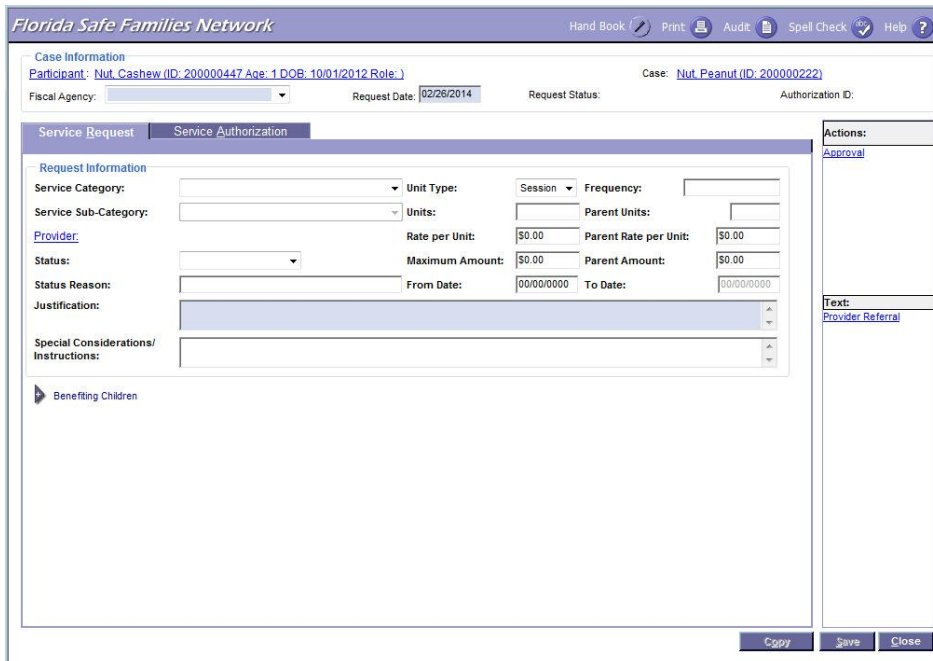 Florida Safe Families Network
Hand Book Print Audit abc Spell Check Help ?
Case Information
Participant: Nut, Cashew (ID: 200000447 Age: 1 DOB: 10/01/2012 Role: ) Case: Nut, Peanut (ID: 200000222)
Fiscal Agency: Request Date: 02/26/2014 Request Status: Authorization ID:
Service Request Service Authorization
Actions:
Approval
Request Information
Service Category: Unit Type: Session Frequency:
Service Sub-Category: Units: Parent Units:
Provider: Rate per Unit: $0.00 Parent Rate per Unit: $0.00
Status: Maximum Amount: $0.00 Parent Amount: $0.00
Status Reason: From Date: 00/00/0000 To Date: 00/00/0000
Justification:
Text:
Provider Referral
Special Considerations/
Instructions:
Benefiting Children
Copy Save Close